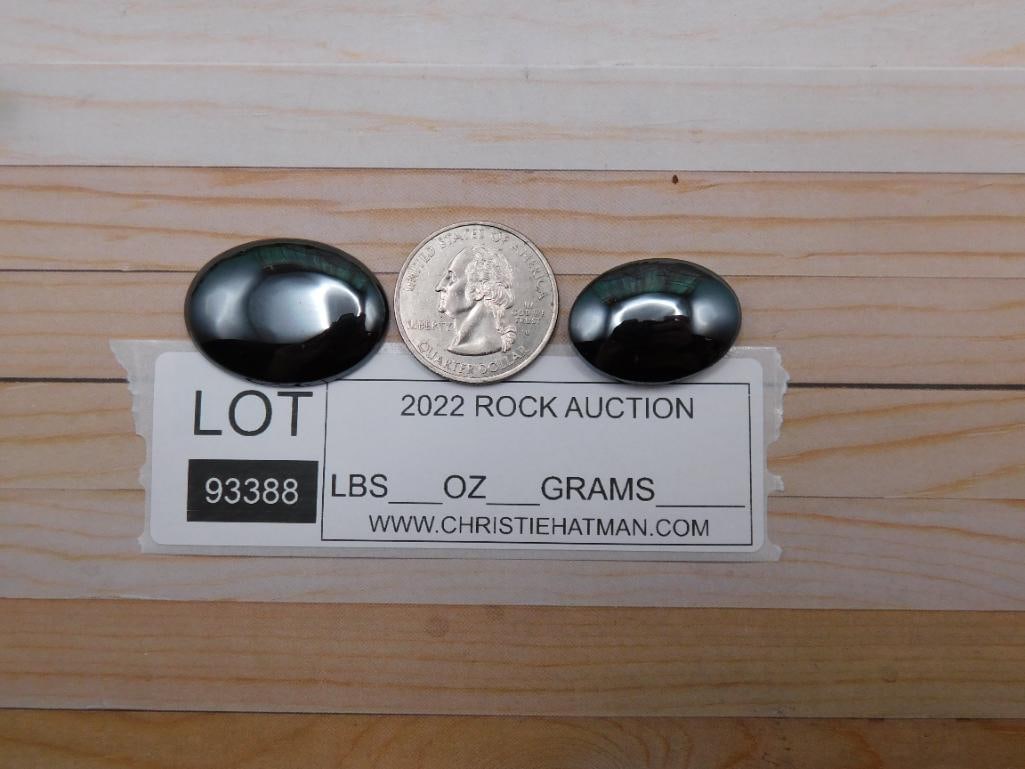 UNITED STATES OF AMERICA
LIBERTY
IN
GOD WE
TRUST
QUARTER DOLLAR
LOT
93388
2022 ROCK AUCTION
LBS___OZ___GRAMS_____
WWW.CHRISTIEHATMAN.COM